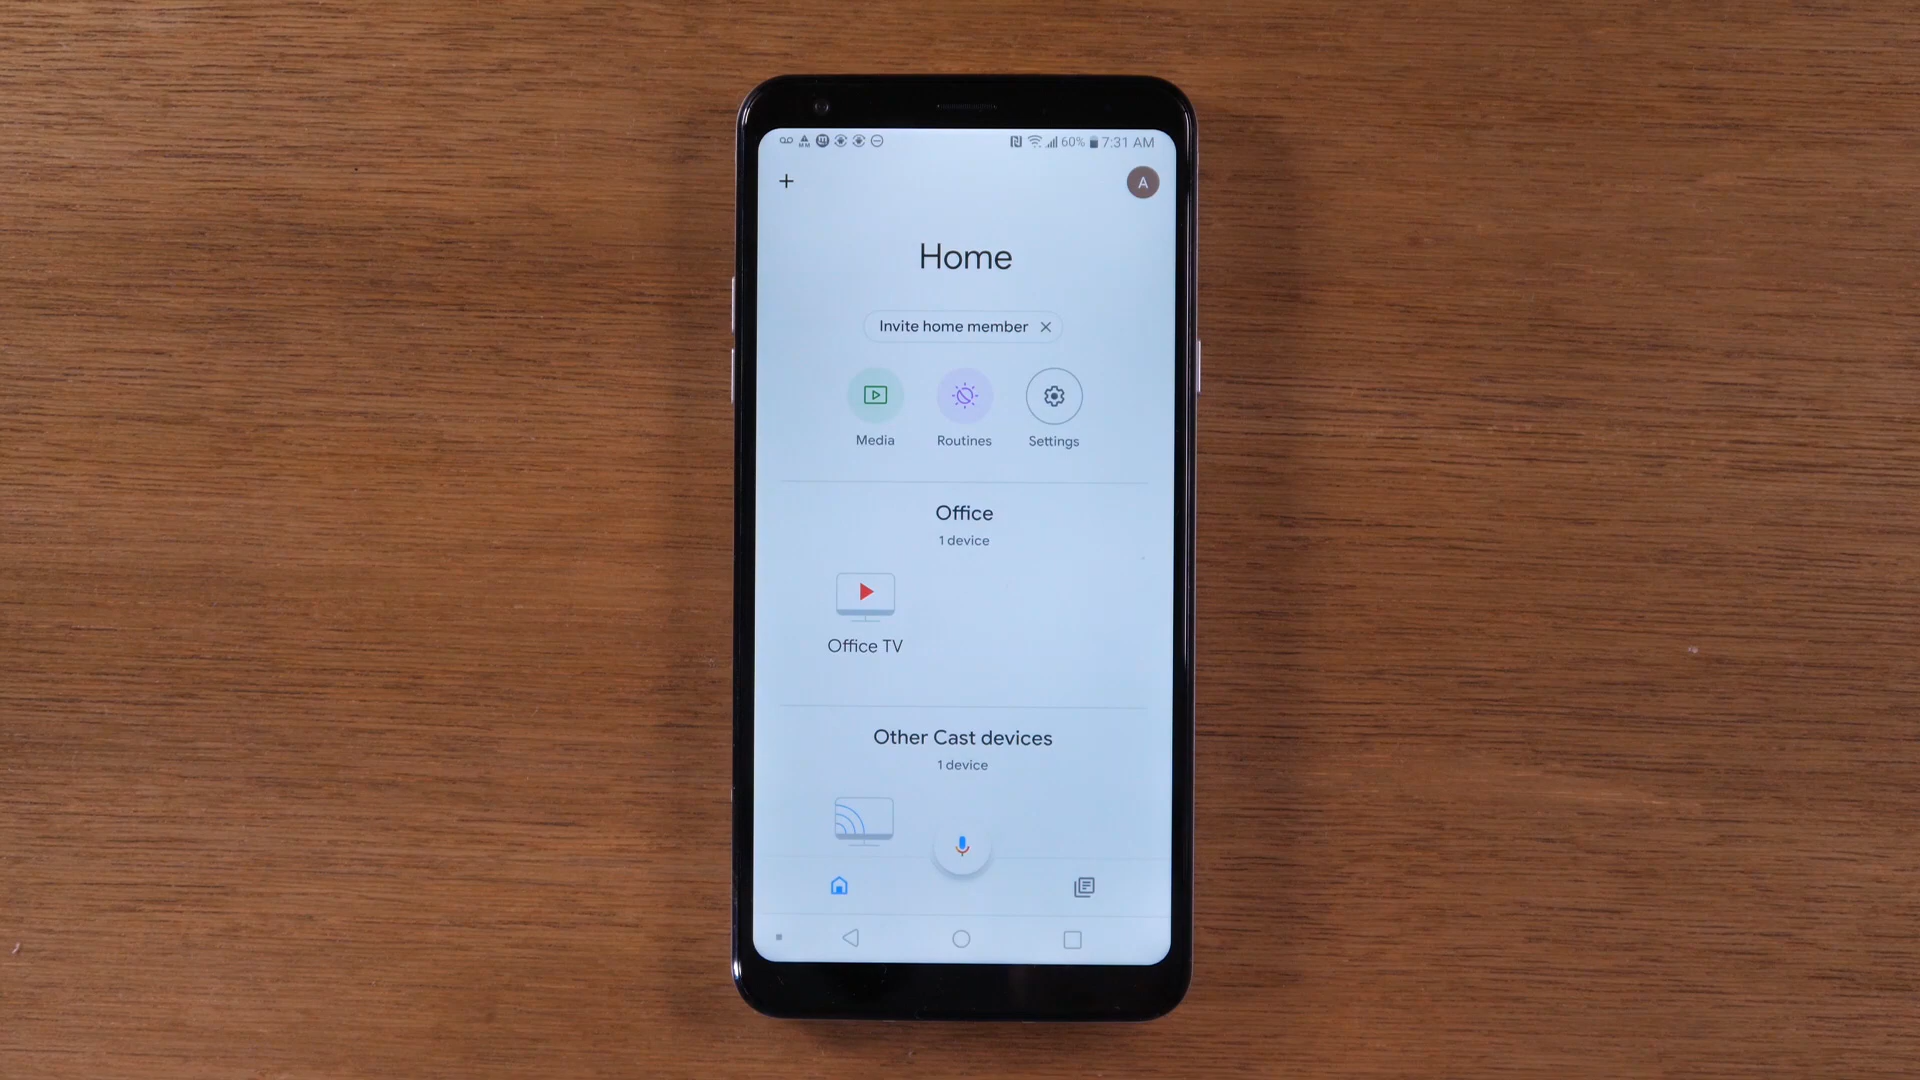 60% 7:31 AM
+
A
Home
Invite home member
Media Routines Settings
Office
1 device
Office TV
Other Cast devices
1 device